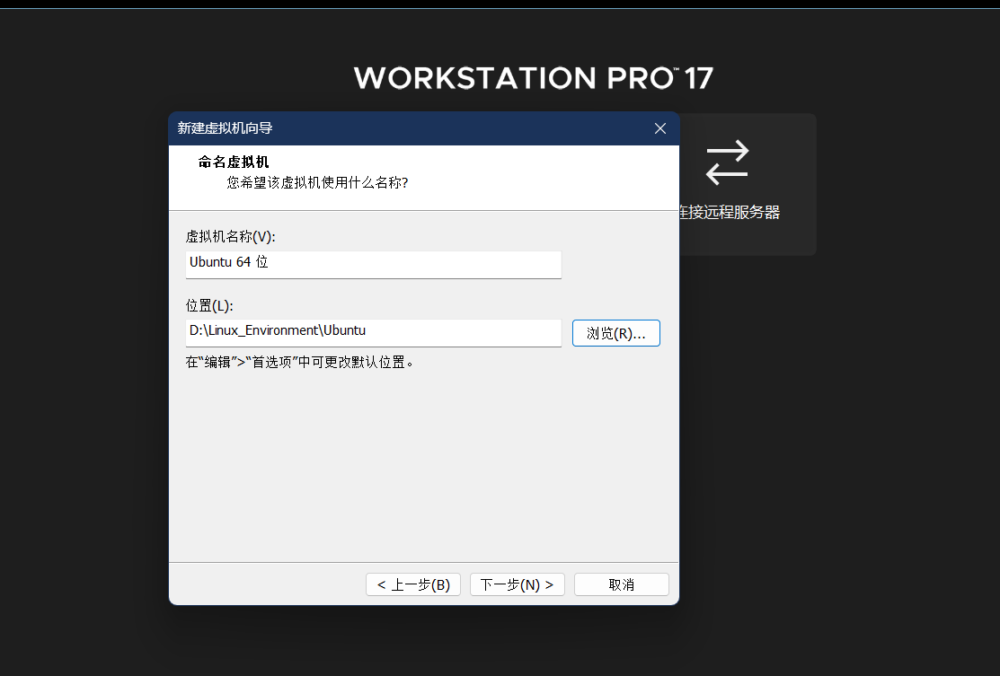 WORKSTATION PRO™ 17
新建虚拟机向导
命名虚拟机
您希望该虚拟机使用什么名称?
连接远程服务器
虚拟机名称(V):
Ubuntu 64 位
位置(L):
D:\Linux_Environment\Ubuntu
浏览(R)...
在“编辑”>“首选项”中可更改默认位置。
< 上一步(B)
下一步(N) >
取消